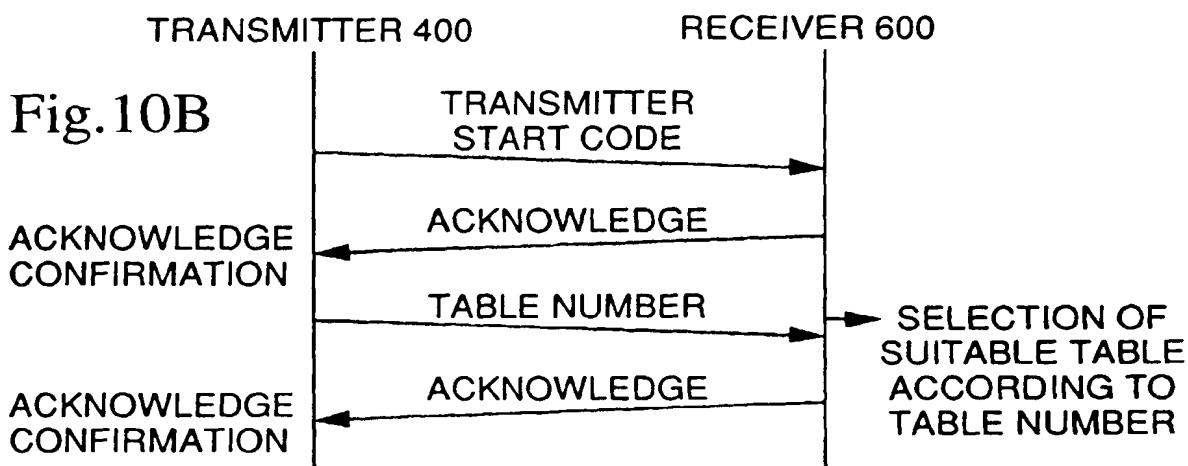 TRANSMITTER 400
RECEIVER 600
Fig.10B
TRANSMITTER
START CODE
ACKNOWLEDGE
ACKNOWLEDGE
CONFIRMATION
TABLE NUMBER
SELECTION OF
SUITABLE TABLE
ACCORDING TO
TABLE NUMBER
ACKNOWLEDGE
ACKNOWLEDGE
CONFIRMATION